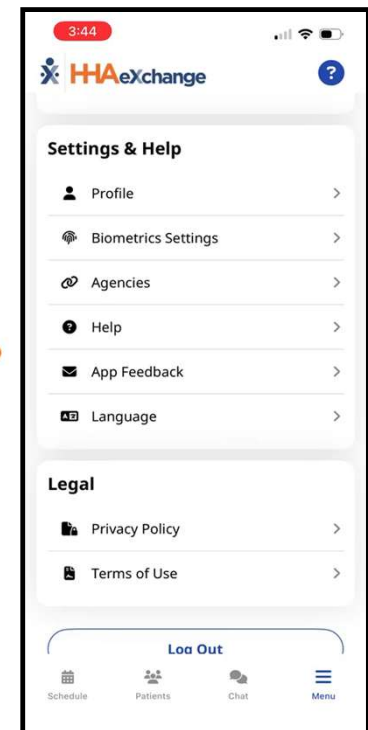 3:44
HHAeXchange
?
Settings & Help
Profile
Biometrics Settings
Agencies
Help
App Feedback
Language
Legal
Privacy Policy
Terms of Use
Log Out
Schedule Patients Chat Menu